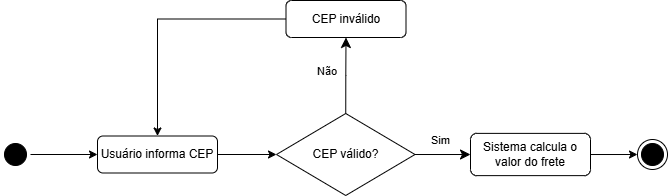 CEP inválido
Não
Usuário informa CEP
CEP válido?
Sim
Sistema calcula o
valor do frete